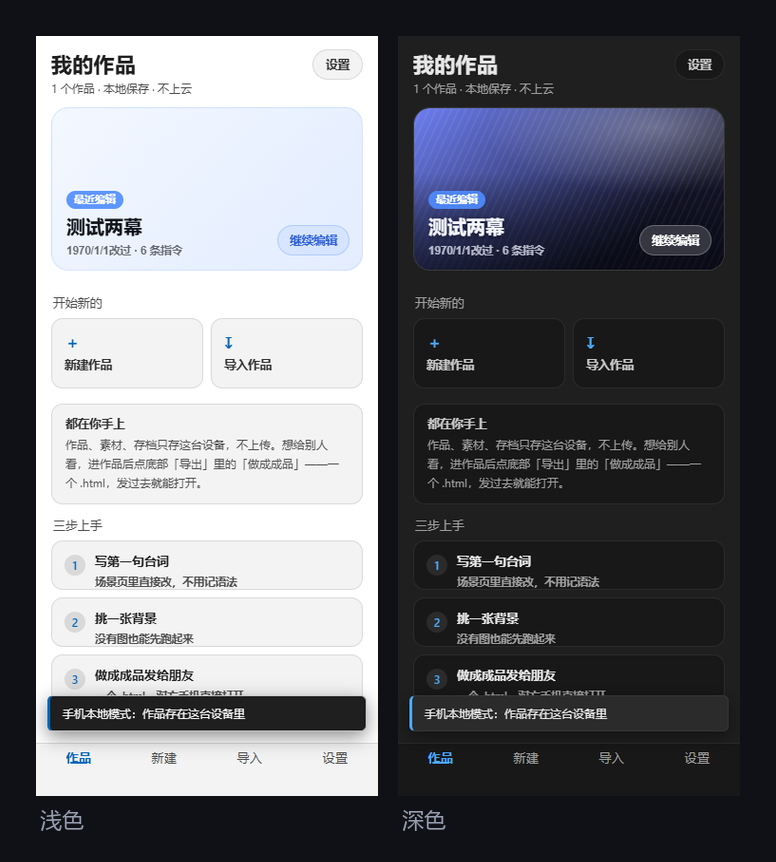 我的作品
设置
1 个作品 · 本地保存 · 不上云
最近编辑
测试两幕
1970/1/1改过 · 6 条指令
继续编辑
开始新的
+
新建作品
导入作品
都在你手上
作品、素材、存档只存这台设备，不上传。想给别人
看，进作品后点底部「导出」里的「做成成品」——一
个 .html，发过去就能打开。
三步上手
1
写第一句台词
场景页里直接改，不用记语法
2
挑一张背景
没有图也能先跑起来
3
做成成品发给朋友
手机本地模式：作品存在这台设备里
作品
新建
导入
设置
浅色
我的作品
设置
1 个作品 · 本地保存 · 不上云
最近编辑
测试两幕
1970/1/1改过 · 6 条指令
继续编辑
开始新的
+
新建作品
导入作品
都在你手上
作品、素材、存档只存这台设备，不上传。想给别人
看，进作品后点底部「导出」里的「做成成品」——一
个 .html，发过去就能打开。
三步上手
1
写第一句台词
场景页里直接改，不用记语法
2
挑一张背景
没有图也能先跑起来
3
做成成品发给朋友
手机本地模式：作品存在这台设备里
作品
新建
导入
设置
深色